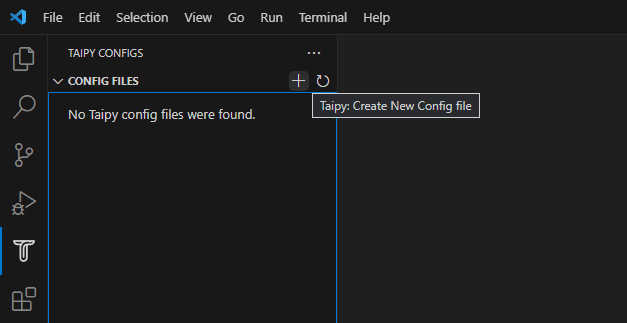 File Edit Selection View Go Run Terminal Help
TAIPY CONFIGS
CONFIG FILES
Taipy: Create New Config file
No Taipy config files were found.